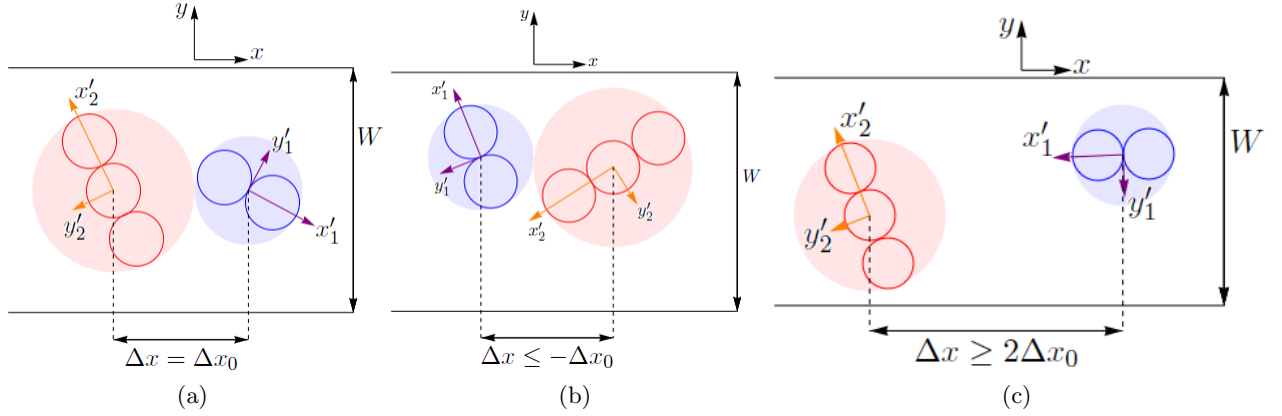 y
x
x′₂
y′₁
W
y′₂
x′₁
Δx = Δx₀
(a)
y
x
x′₁
y′₁
W
x′₂
y′₂
Δx ≤ −Δx₀
(b)
y
x
x′₂
x′₁
W
y′₁
y′₂
Δx ≥ 2Δx₀
(c)